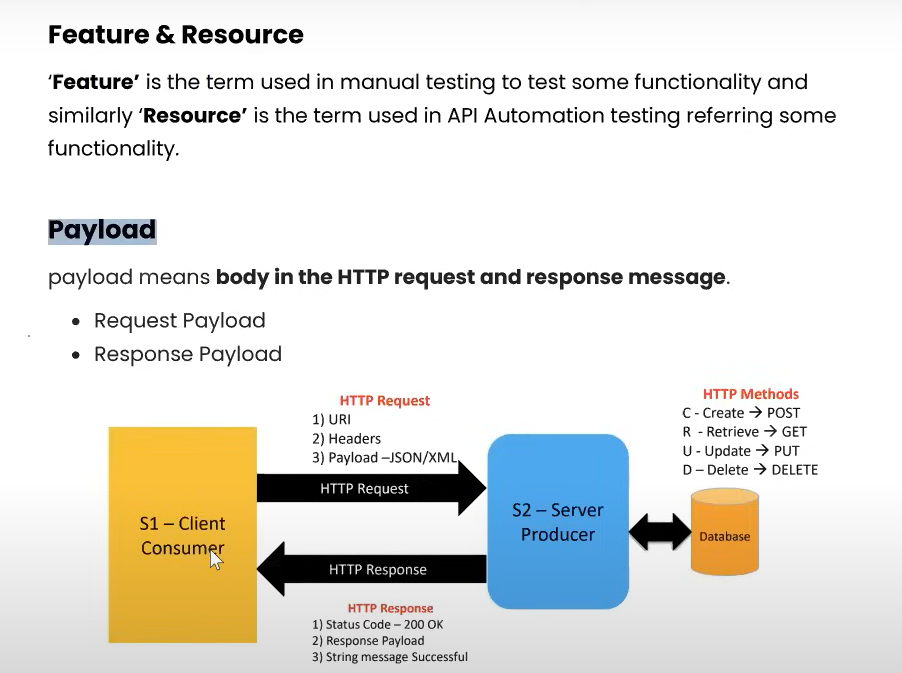 Feature & Resource
‘Feature’ is the term used in manual testing to test some functionality and
similarly ‘Resource’ is the term used in API Automation testing referring some
functionality.
Payload
payload means body in the HTTP request and response message.
• Request Payload
• Response Payload
HTTP Request
1) URI
2) Headers
3) Payload –JSON/XML
HTTP Request
S1 – Client
Consumer
S2 – Server
Producer
HTTP Response
HTTP Response
1) Status Code – 200 OK
2) Response Payload
3) String message Successful
HTTP Methods
C - Create → POST
R - Retrieve → GET
U - Update → PUT
D – Delete → DELETE
Database